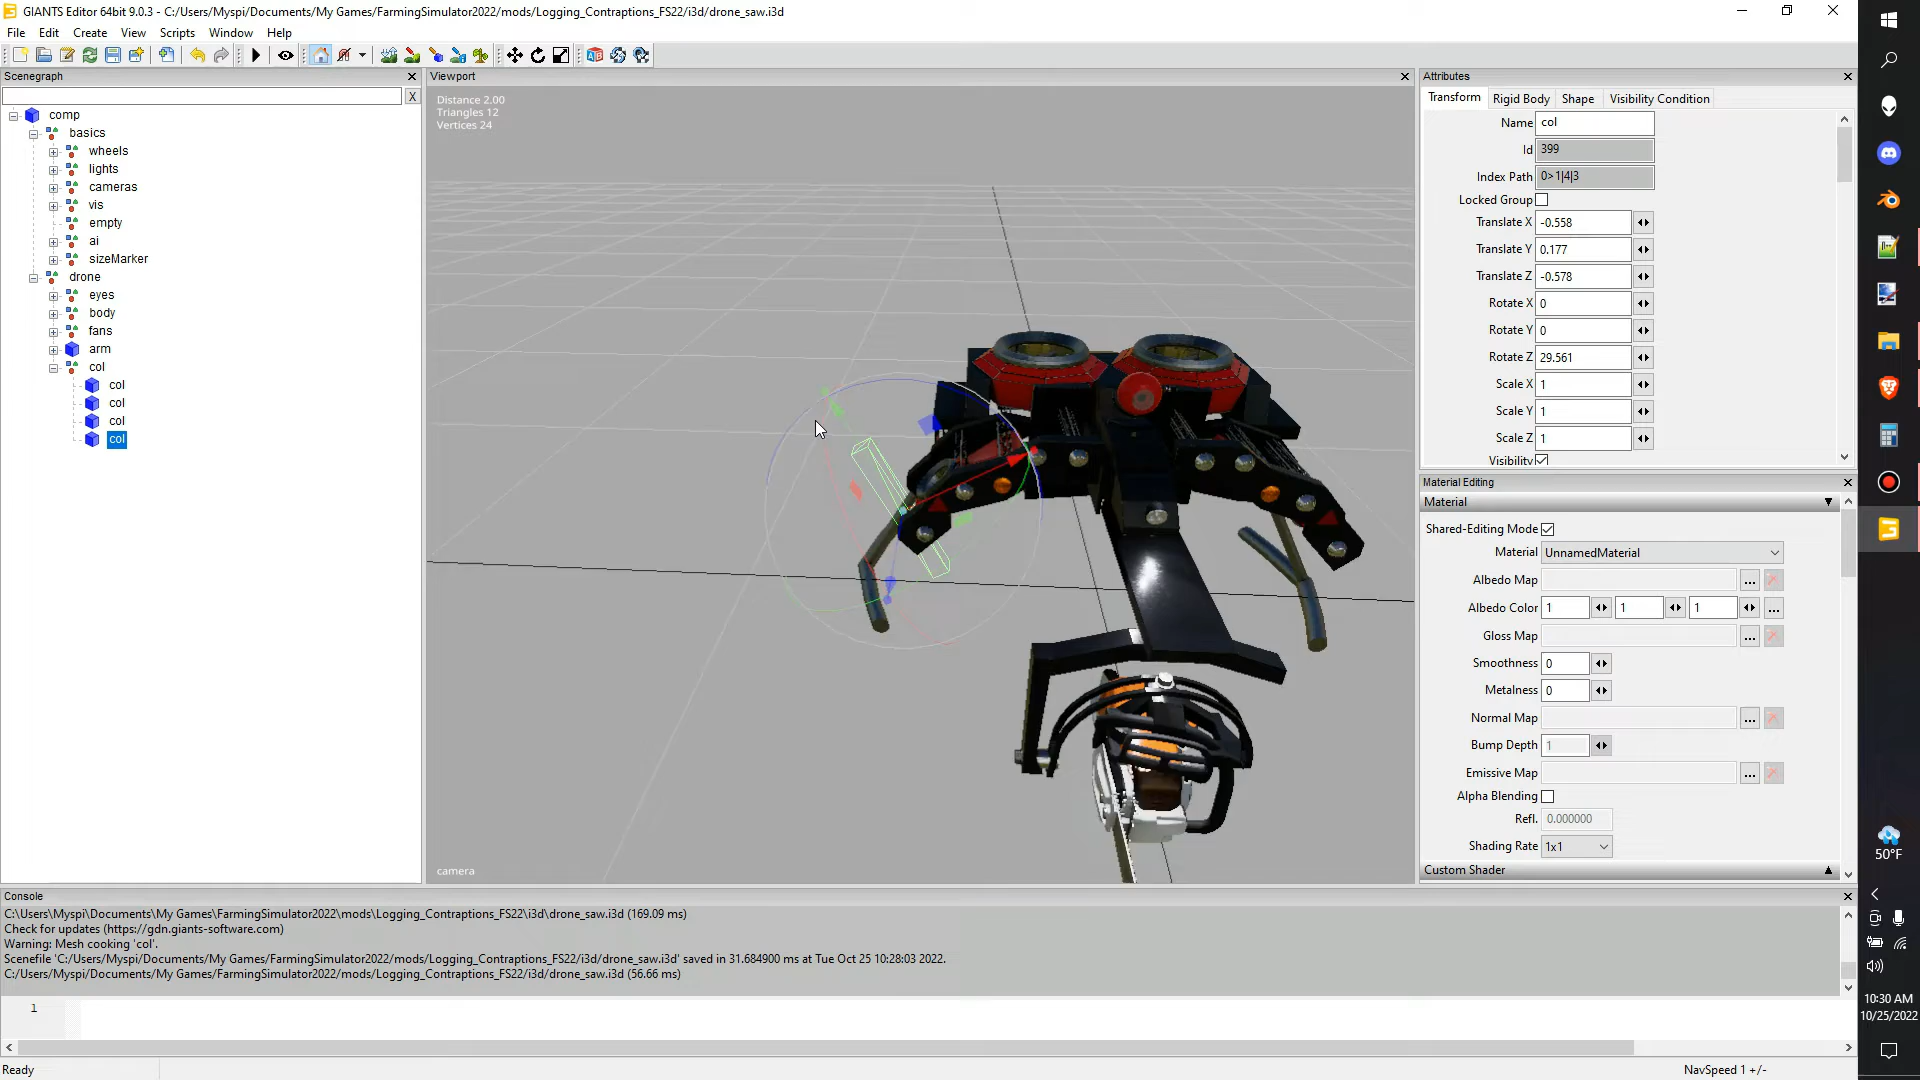 GIANTS Editor 64bit 9.0.3 - C:/Users/Myspi/Documents/My Games/FarmingSimulator2022/mods/Logging_Contraptions_FS22/i3d/drone_saw.i3d
File Edit Create View Scripts Window Help
Scenegraph
X
comp
basics
wheels
lights
cameras
vis
empty
ai
sizeMarker
drone
eyes
body
fans
arm
col
col
col
col
col
Viewport
Distance 2.00
Triangles 12
Vertices 24
camera
Attributes
Transform Rigid Body Shape Visibility Condition
Name col
Id 399
Index Path 0>1|4|3
Locked Group
Translate X -0.558
Translate Y 0.177
Translate Z -0.578
Rotate X 0
Rotate Y 0
Rotate Z 29.561
Scale X 1
Scale Y 1
Scale Z 1
Visibility
Material Editing
Material
Shared-Editing Mode
Material UnnamedMaterial
Albedo Map ...
Albedo Color 1 1 1 ...
Gloss Map ...
Smoothness 0
Metalness 0
Normal Map ...
Bump Depth 1
Emissive Map ...
Alpha Blending
Refl. 0.000000
Shading Rate 1x1
Custom Shader
Console
C:\Users\Myspi\Documents\My Games\FarmingSimulator2022\mods\Logging_Contraptions_FS22\i3d\drone_saw.i3d (169.09 ms)
Check for updates (https://gdn.giants-software.com)
Warning: Mesh cooking 'col'.
Scenefile 'C:/Users/Myspi/Documents/My Games/FarmingSimulator2022/mods/Logging_Contraptions_FS22/i3d/drone_saw.i3d' saved in 31.684900 ms at Tue Oct 25 10:28:03 2022.
C:/Users/Myspi/Documents/My Games/FarmingSimulator2022/mods/Logging_Contraptions_FS22/i3d/drone_saw.i3d (56.66 ms)
1
Ready
NavSpeed 1 +/-
50°F
10:30 AM
10/25/2022